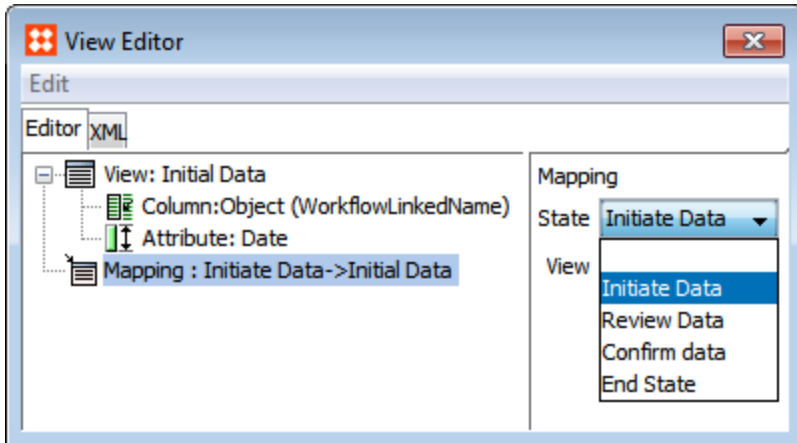 View Editor
Edit
Editor XML
View: Initial Data
Column:Object (WorkflowLinkedName)
Attribute: Date
Mapping : Initiate Data->Initial Data
Mapping
State Initiate Data
View
Initiate Data
Review Data
Confirm data
End State